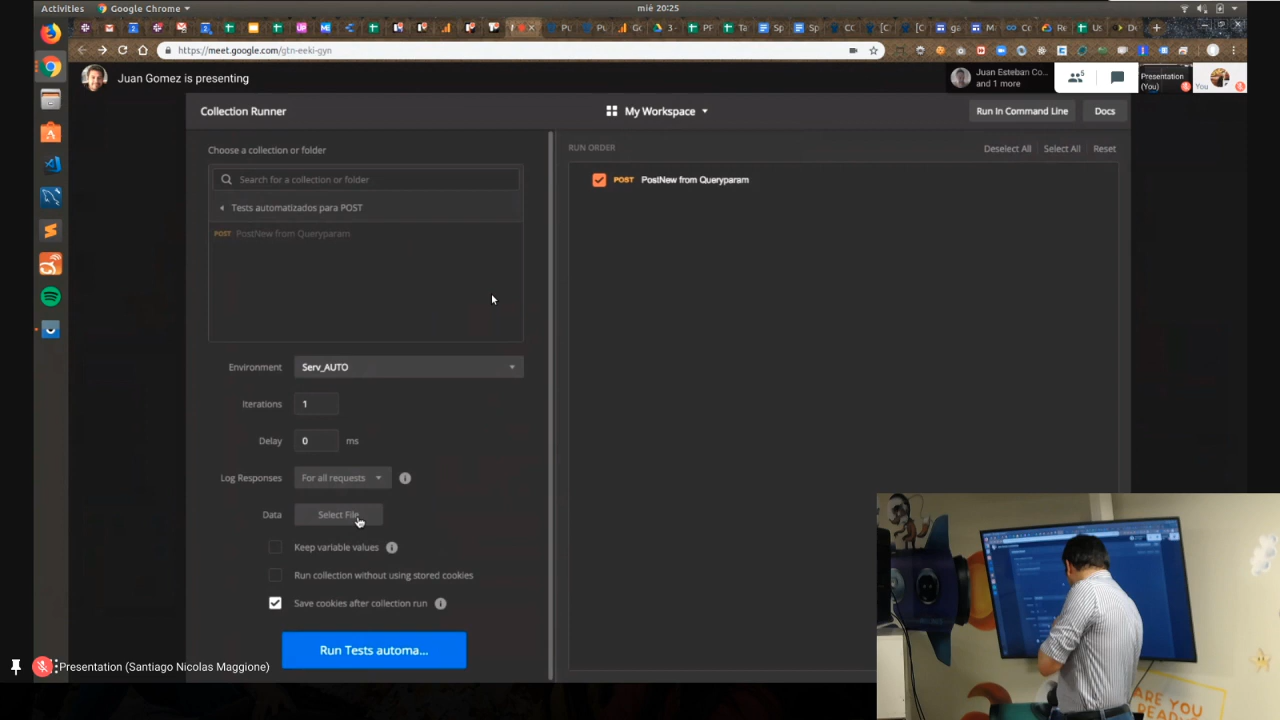 Activities
Google Chrome
mié 20:25
https://meet.google.com/gtn-eeki-gyn
Juan Gomez is presenting
Juan Esteban Co...
and 1 more
5
Presentation
(You)
You
Collection Runner
My Workspace
Run In Command Line
Docs
Choose a collection or folder
Search for a collection or folder
Tests automatizados para POST
POST PostNew from Queryparam
RUN ORDER
Deselect All
Select All
Reset
POST PostNew from Queryparam
Environment
Serv_AUTO
Iterations
1
Delay
0
ms
Log Responses
For all requests
Data
Select File
Keep variable values
Run collection without using stored cookies
Save cookies after collection run
Run Tests automa...
Presentation (Santiago Nicolas Maggione)
ARE YOU